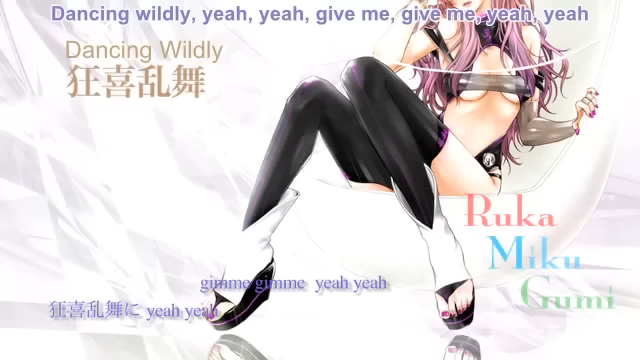 Dancing wildly, yeah, yeah, give me, give me, yeah, yeah
Dancing Wildly
狂喜乱舞
Ruka
Miku
Gumi
gimme gimme yeah yeah
狂喜乱舞に yeah yeah